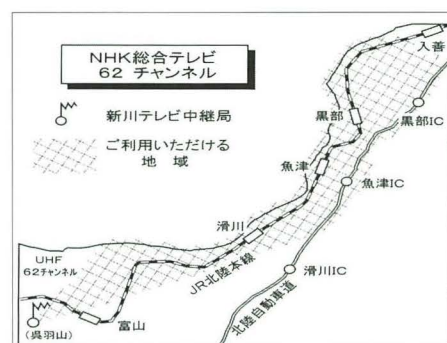 NHK総合テレビ
62 チャンネル
新川テレビ中継局
ご利用いただける
地域
入善
黒部
黒部IC
魚津
魚津IC
滑川
滑川IC
JR北陸本線
北陸自動車道
UHF
62チャンネル
富山
(呉羽山)